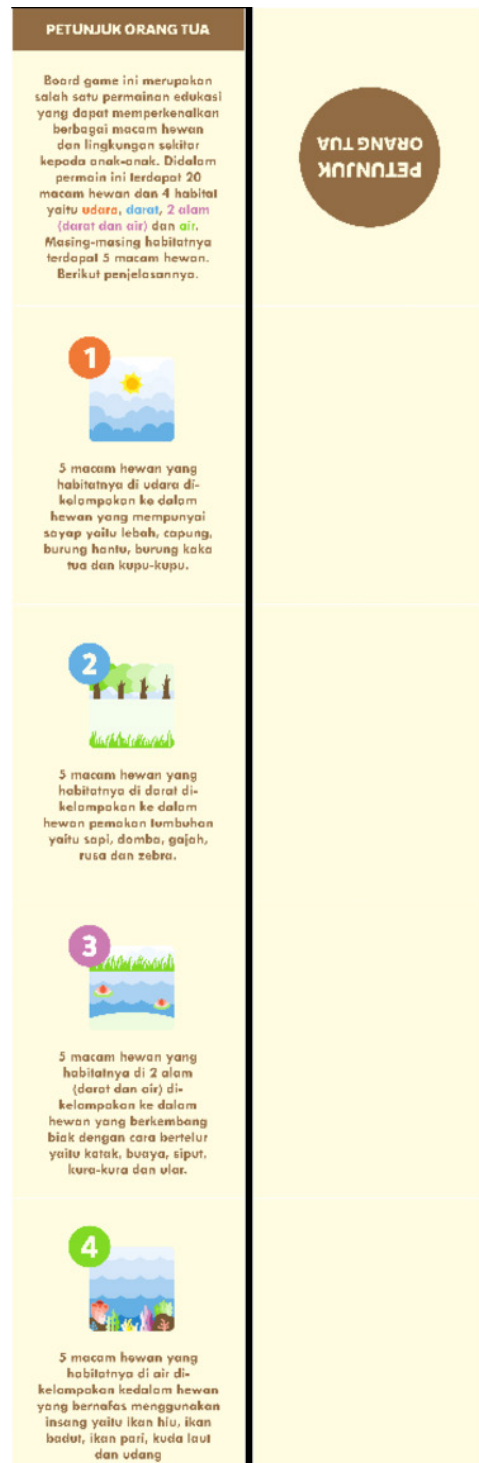 PETUNJUK ORANG TUA
Board game ini merupakan
salah satu permainan edukasi
yang dapat memperkenalkan
berbagai macam hewan
dan lingkungan sekitar
kepada anak-anak. Didalam
permain ini terdapat 20
macam hewan dan 4 habitat
yaitu udara, darat, 2 alam
(darat dan air) dan air.
Masing-masing habitatnya
terdapat 5 macam hewan.
Berikut penjelasannya.
1
5 macam hewan yang
habitatnya di udara di-
kelompokan ke dalam
hewan yang mempunyai
sayap yaitu lebah, capung,
burung hantu, burung kaka
tua dan kupu-kupu.
2
5 macam hewan yang
habitatnya di darat di-
kelompokan ke dalam
hewan pemakan tumbuhan
yaitu sapi, domba, gajah,
rusa dan zebra.
3
5 macam hewan yang
habitatnya di 2 alam
(darat dan air) di-
kelompokan ke dalam
hewan yang berkembang
biak dengan cara bertelur
yaitu katak, buaya, siput,
kura-kura dan ular.
4
5 macam hewan yang
habitatnya di air di-
kelompokan kedalam hewan
yang bernafas menggunakan
insang yaitu ikan hiu, ikan
badut, ikan pari, kuda laut
dan udang
PETUNJUK
ORANG TUA